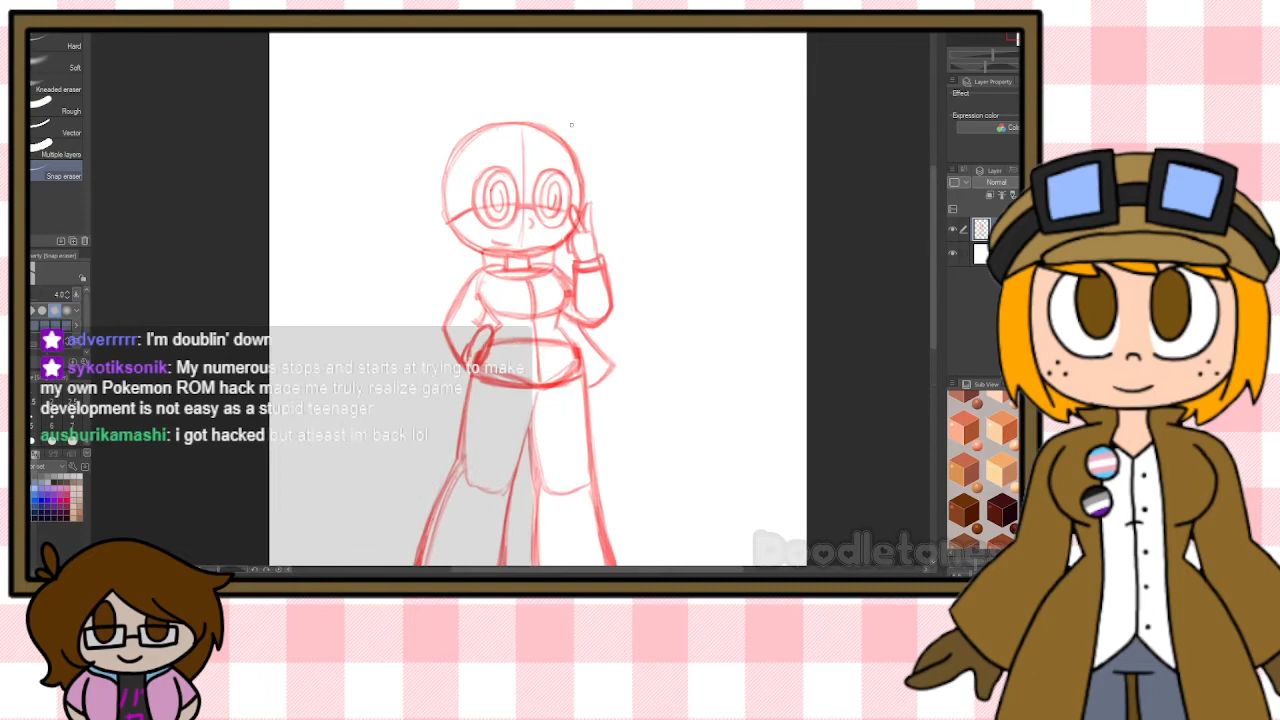 Hard
Soft
Kneaded eraser
Rough
Vector
Multiple layers
Snap eraser
Layer Property
Effect
Expression color
Layer
Normal
Sub View
4.0
adverrrrr: I'm doublin' down
sykotiksonik: My numerous stops and starts at trying to make
my own Pokemon ROM hack made me truly realize game
development is not easy as a stupid teenager
aushurikamashi: i got hacked but atleast im back lol